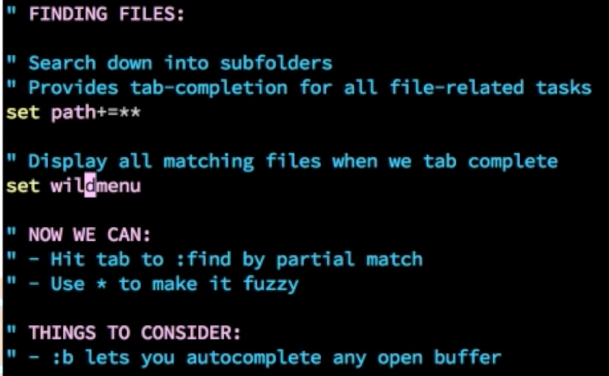 " FINDING FILES:
" Search down into subfolders
" Provides tab-completion for all file-related tasks
set path+=**
" Display all matching files when we tab complete
set wildmenu
" NOW WE CAN:
" - Hit tab to :find by partial match
" - Use * to make it fuzzy
" THINGS TO CONSIDER:
" - :b lets you autocomplete any open buffer